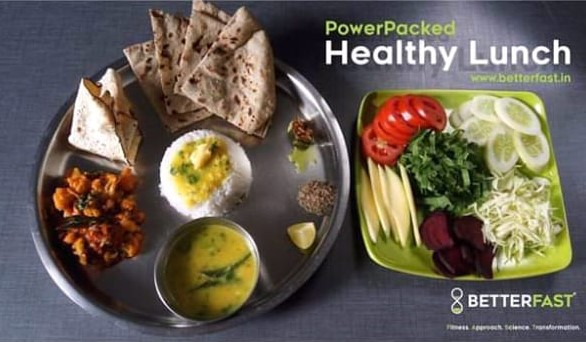 PowerPacked
Healthy Lunch
www.betterfast.in
BETTERFAST
Fitness. Approach. Science. Transformation.